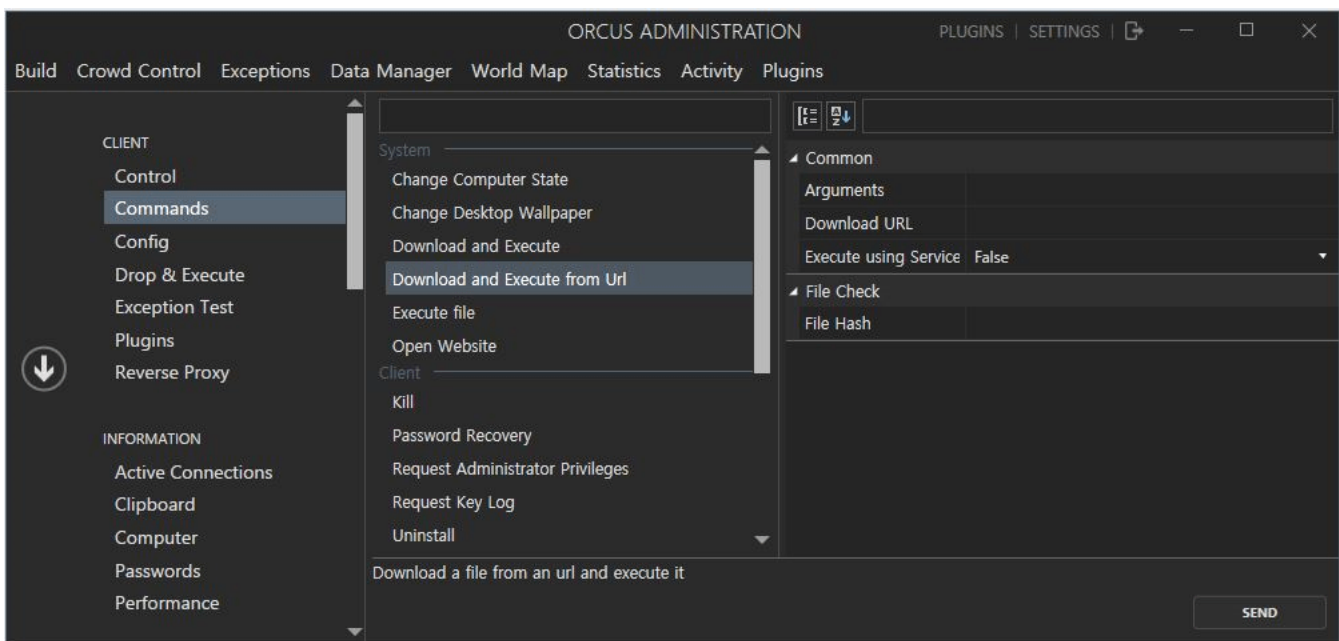 ORCUS ADMINISTRATION
PLUGINS | SETTINGS |
Build Crowd Control Exceptions Data Manager World Map Statistics Activity Plugins
CLIENT
Control
Commands
Config
Drop & Execute
Exception Test
Plugins
Reverse Proxy
INFORMATION
Active Connections
Clipboard
Computer
Passwords
Performance
System
Change Computer State
Change Desktop Wallpaper
Download and Execute
Download and Execute from Url
Execute file
Open Website
Client
Kill
Password Recovery
Request Administrator Privileges
Request Key Log
Uninstall
Common
Arguments
Download URL
Execute using Service False
File Check
File Hash
Download a file from an url and execute it
SEND